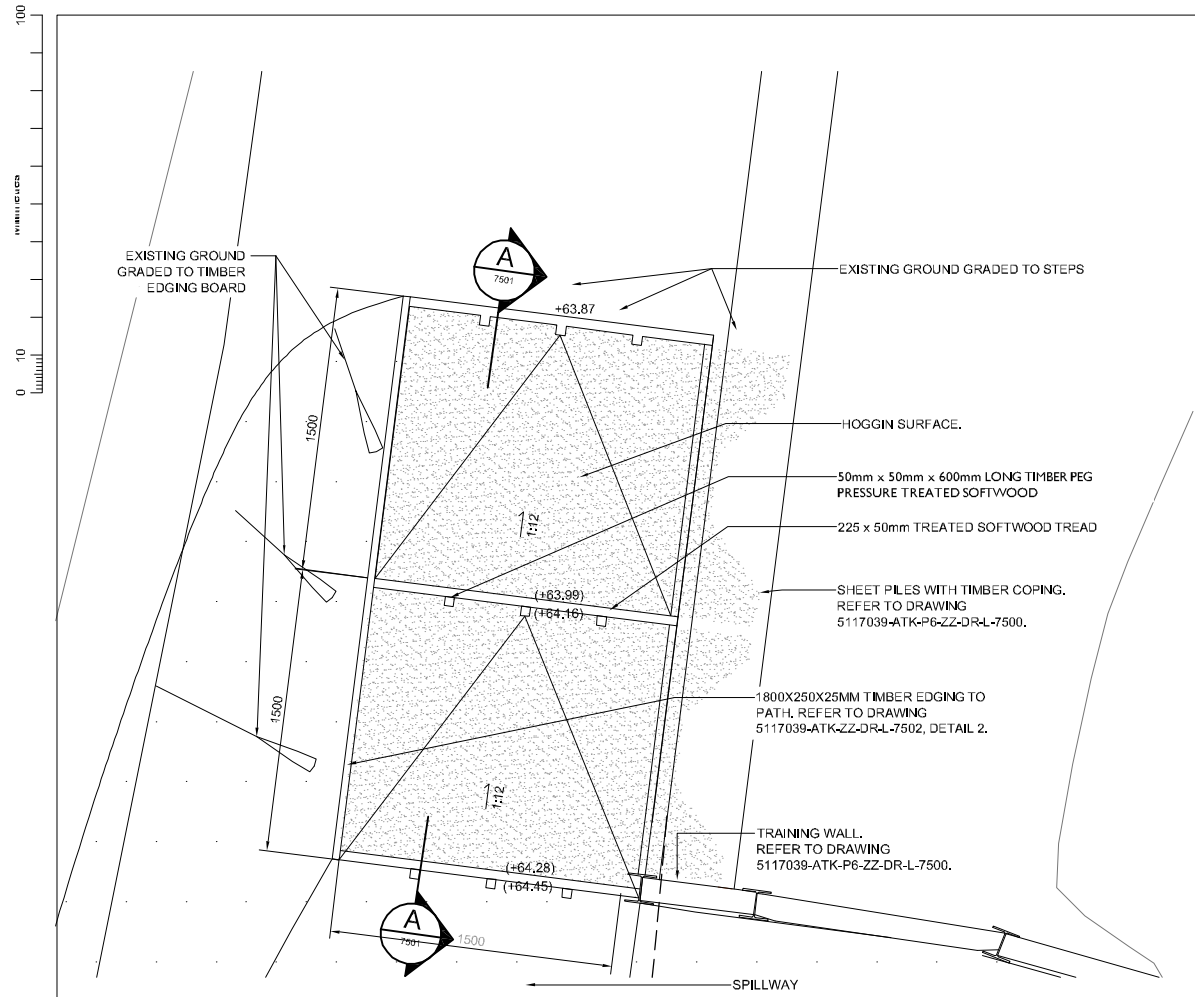 100
10
0
EXISTING GROUND
GRADED TO TIMBER
EDGING BOARD
A
7501
+63.87
EXISTING GROUND GRADED TO STEPS
1500
HOGGIN SURFACE.
50mm x 50mm x 600mm LONG TIMBER PEG
PRESSURE TREATED SOFTWOOD
1:12
225 x 50mm TREATED SOFTWOOD TREAD
(+63.99)
(+64.16)
SHEET PILES WITH TIMBER COPING.
REFER TO DRAWING
5117039-ATK-P6-ZZ-DR-L-7500.
1500
1800X250X25MM TIMBER EDGING TO
PATH. REFER TO DRAWING
5117039-ATK-ZZ-DR-L-7502, DETAIL 2.
1:12
TRAINING WALL.
REFER TO DRAWING
5117039-ATK-P6-ZZ-DR-L-7500.
(+64.28)
(+64.45)
A
7501
1500
SPILLWAY